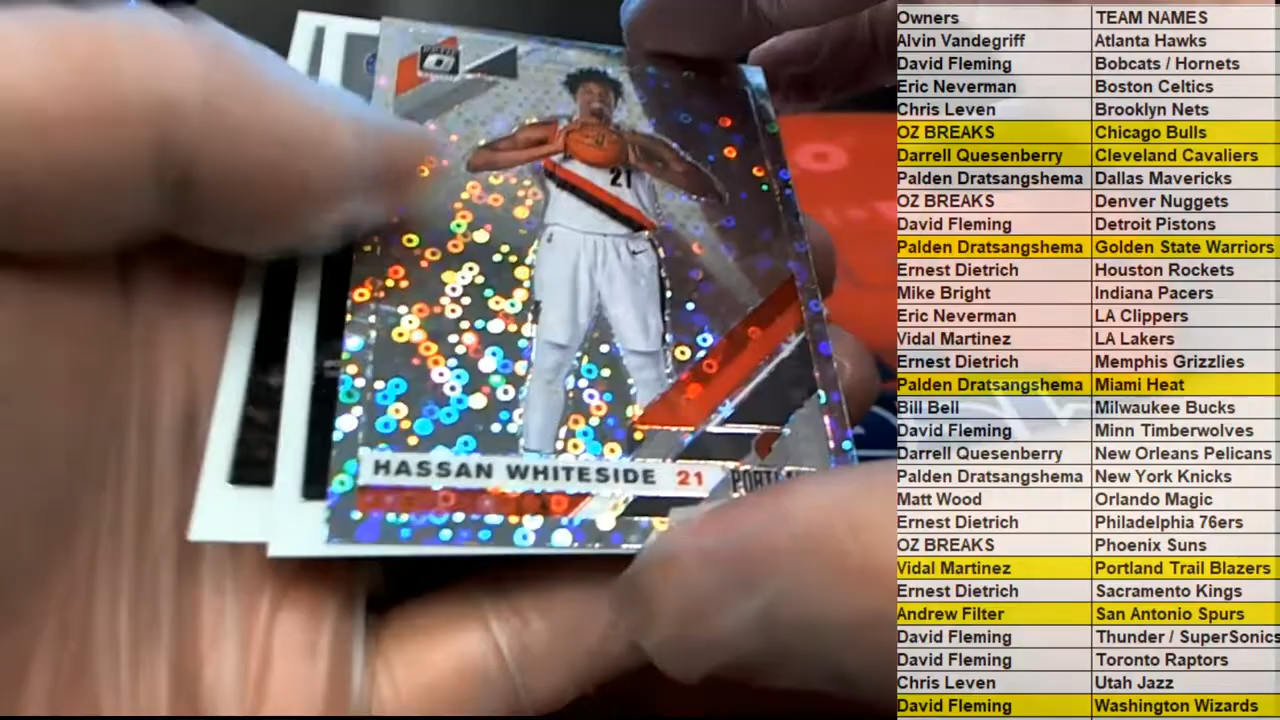 21
HASSAN WHITESIDE 21
Owners TEAM NAMES
Alvin Vandegriff Atlanta Hawks
David Fleming Bobcats / Hornets
Eric Neverman Boston Celtics
Chris Leven Brooklyn Nets
OZ BREAKS Chicago Bulls
Darrell Quesenberry Cleveland Cavaliers
Palden Dratsangshema Dallas Mavericks
OZ BREAKS Denver Nuggets
David Fleming Detroit Pistons
Palden Dratsangshema Golden State Warriors
Ernest Dietrich Houston Rockets
Mike Bright Indiana Pacers
Eric Neverman LA Clippers
Vidal Martinez LA Lakers
Ernest Dietrich Memphis Grizzlies
Palden Dratsangshema Miami Heat
Bill Bell Milwaukee Bucks
David Fleming Minn Timberwolves
Darrell Quesenberry New Orleans Pelicans
Palden Dratsangshema New York Knicks
Matt Wood Orlando Magic
Ernest Dietrich Philadelphia 76ers
OZ BREAKS Phoenix Suns
Vidal Martinez Portland Trail Blazers
Ernest Dietrich Sacramento Kings
Andrew Filter San Antonio Spurs
David Fleming Thunder / SuperSonics
David Fleming Toronto Raptors
Chris Leven Utah Jazz
David Fleming Washington Wizards